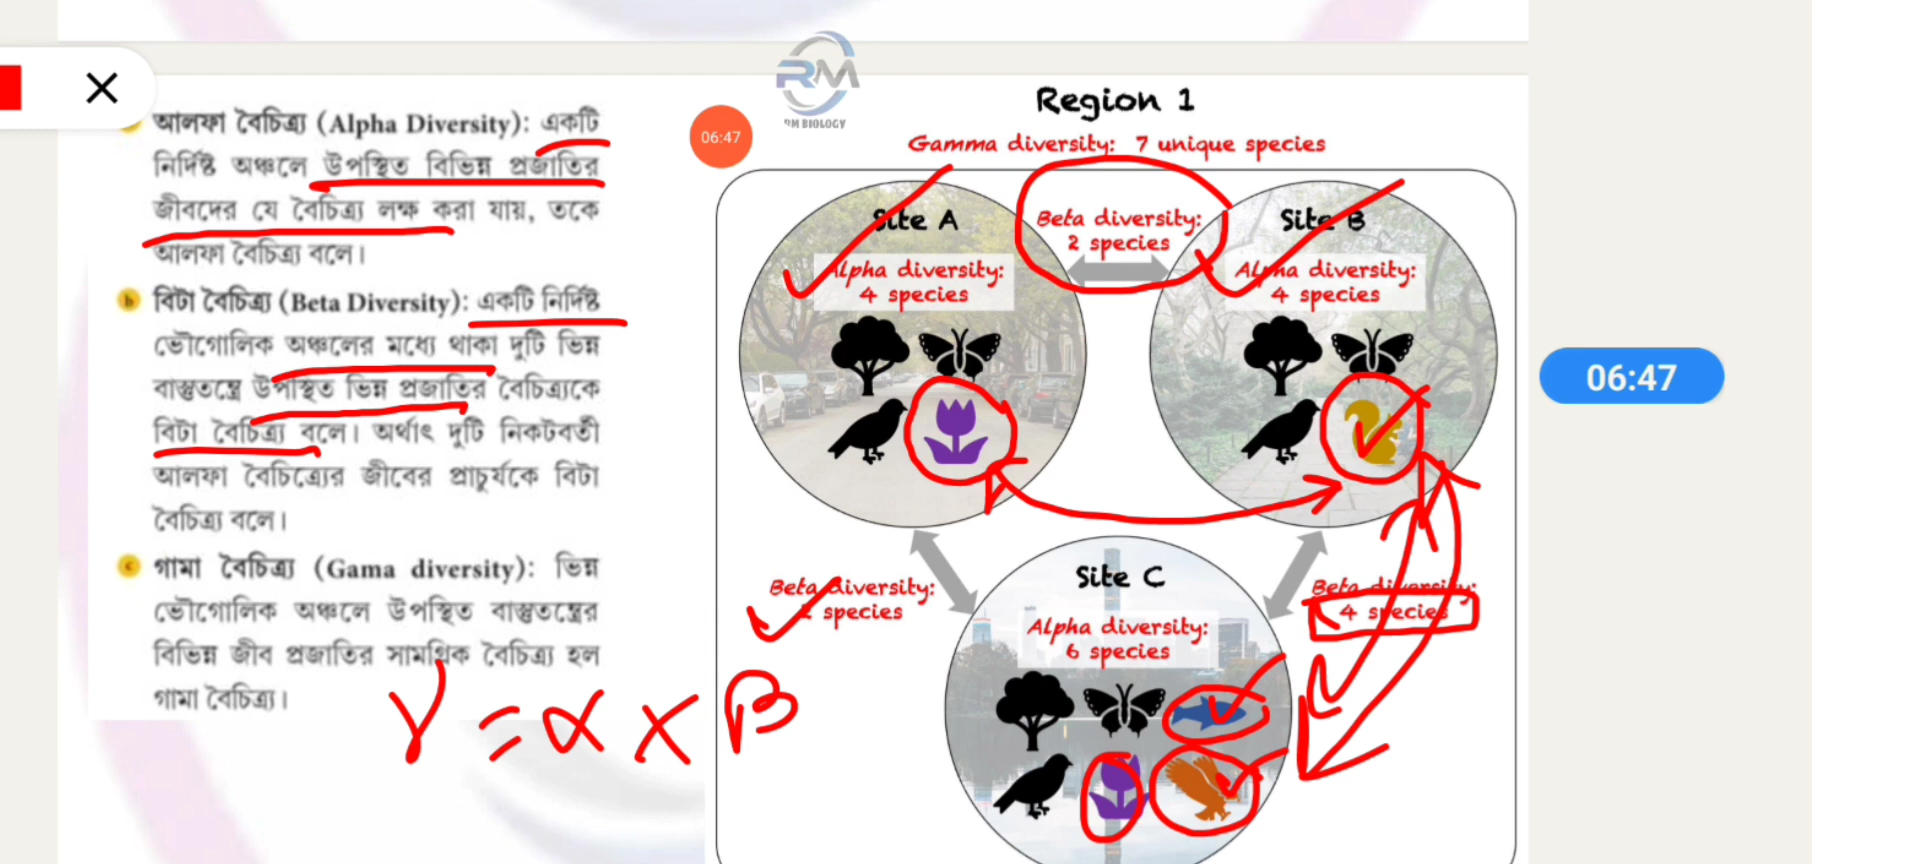 RM
RM BIOLOGY
06:47
আলফা বৈচিত্র্য (Alpha Diversity): একটি
নির্দিষ্ট অঞ্চলে উপস্থিত বিভিন্ন প্রজাতির
জীবদের যে বৈচিত্র্য লক্ষ করা যায়, তকে
আলফা বৈচিত্র্য বলে।
b বিটা বৈচিত্র্য (Beta Diversity): একটি নির্দিষ্ট
ভৌগোলিক অঞ্চলের মধ্যে থাকা দুটি ভিন্ন
বাস্তুতন্ত্রে উপস্থিত ভিন্ন প্রজাতির বৈচিত্র্যকে
বিটা বৈচিত্র্য বলে। অর্থাৎ দুটি নিকটবর্তী
আলফা বৈচিত্র্যের জীবের প্রাচুর্যকে বিটা
বৈচিত্র্য বলে।
c গামা বৈচিত্র্য (Gama diversity): ভিন্ন
ভৌগোলিক অঞ্চলে উপস্থিত বাস্তুতন্ত্রের
বিভিন্ন জীব প্রজাতির সামগ্রিক বৈচিত্র্য হল
গামা বৈচিত্র্য।
γ = α × β
Region 1
Gamma diversity: 7 unique species
Site A
Alpha diversity:
4 species
Beta diversity:
2 species
Site B
Alpha diversity:
4 species
Beta diversity:
species
Site C
Alpha diversity:
6 species
Beta diversity:
4 species
06:47